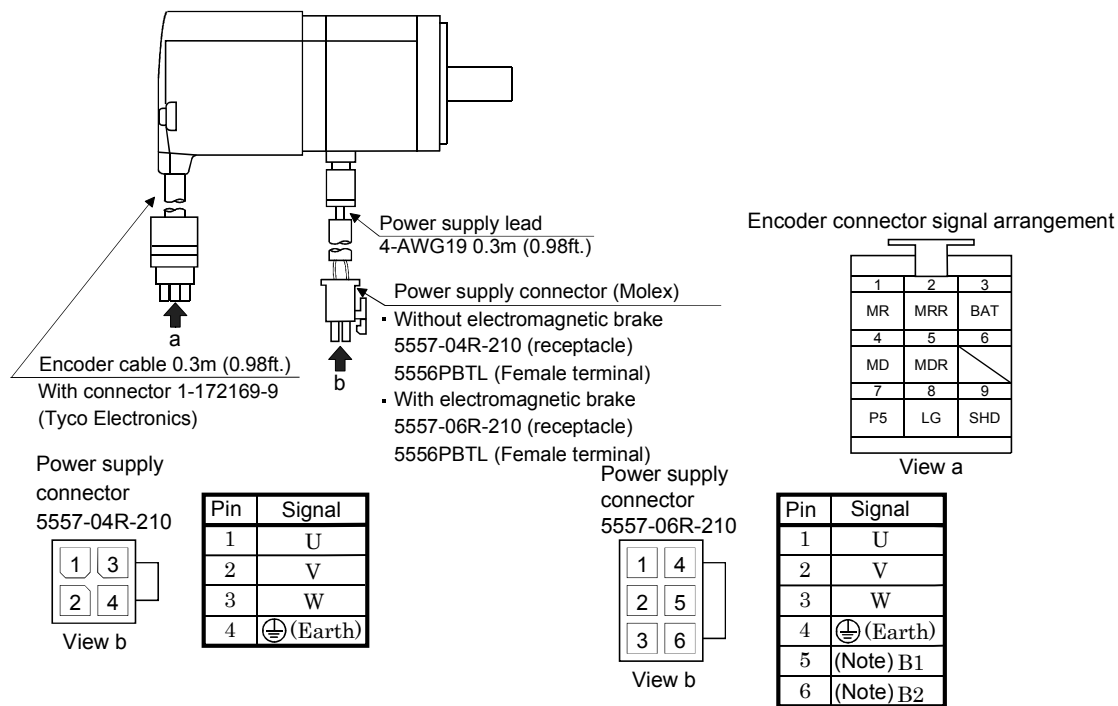 Power supply lead
4-AWG19 0.3m (0.98ft.)
Power supply connector (Molex)
· Without electromagnetic brake
5557-04R-210 (receptacle)
5556PBTL (Female terminal)
· With electromagnetic brake
5557-06R-210 (receptacle)
5556PBTL (Female terminal)
a
b
Encoder cable 0.3m (0.98ft.)
With connector 1-172169-9
(Tyco Electronics)
Encoder connector signal arrangement
1 2 3
MR MRR BAT
4 5 6
MD MDR
7 8 9
P5 LG SHD
View a
Power supply
connector
5557-04R-210
1 3
2 4
View b
Pin Signal
1 U
2 V
3 W
4 (Earth)
Power supply
connector
5557-06R-210
1 4
2 5
3 6
View b
Pin Signal
1 U
2 V
3 W
4 (Earth)
5 (Note) B1
6 (Note) B2